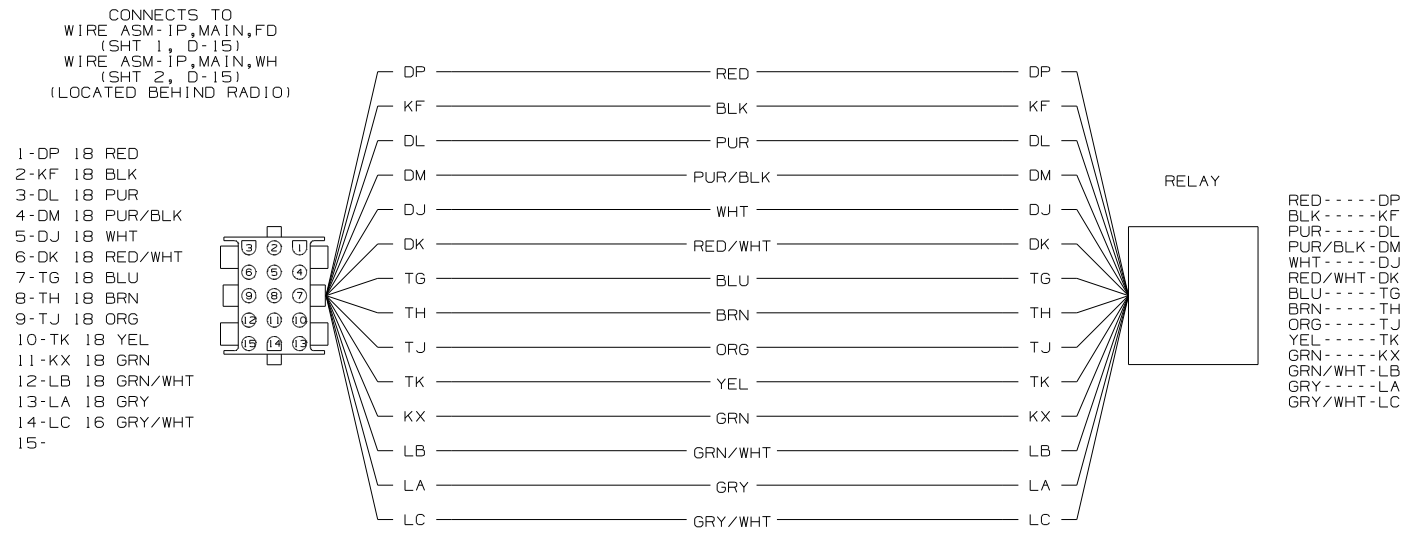 CONNECTS TO
WIRE ASM-IP,MAIN,FD
(SHT 1, D-15)
WIRE ASM-IP,MAIN,WH
(SHT 2, D-15)
(LOCATED BEHIND RADIO)
1-DP 18 RED
2-KF 18 BLK
3-DL 18 PUR
4-DM 18 PUR/BLK
5-DJ 18 WHT
6-DK 18 RED/WHT
7-TG 18 BLU
8-TH 18 BRN
9-TJ 18 ORG
10-TK 18 YEL
11-KX 18 GRN
12-LB 18 GRN/WHT
13-LA 18 GRY
14-LC 16 GRY/WHT
15-
3 2 1
6 5 4
9 8 7
12 11 10
15 14 13
DP RED DP
KF BLK KF
DL PUR DL
DM PUR/BLK DM
DJ WHT DJ
DK RED/WHT DK
TG BLU TG
TH BRN TH
TJ ORG TJ
TK YEL TK
KX GRN KX
LB GRN/WHT LB
LA GRY LA
LC GRY/WHT LC
RELAY
RED-----DP
BLK-----KF
PUR-----DL
PUR/BLK-DM
WHT-----DJ
RED/WHT-DK
BLU-----TG
BRN-----TH
ORG-----TJ
YEL-----TK
GRN-----KX
GRN/WHT-LB
GRY-----LA
GRY/WHT-LC